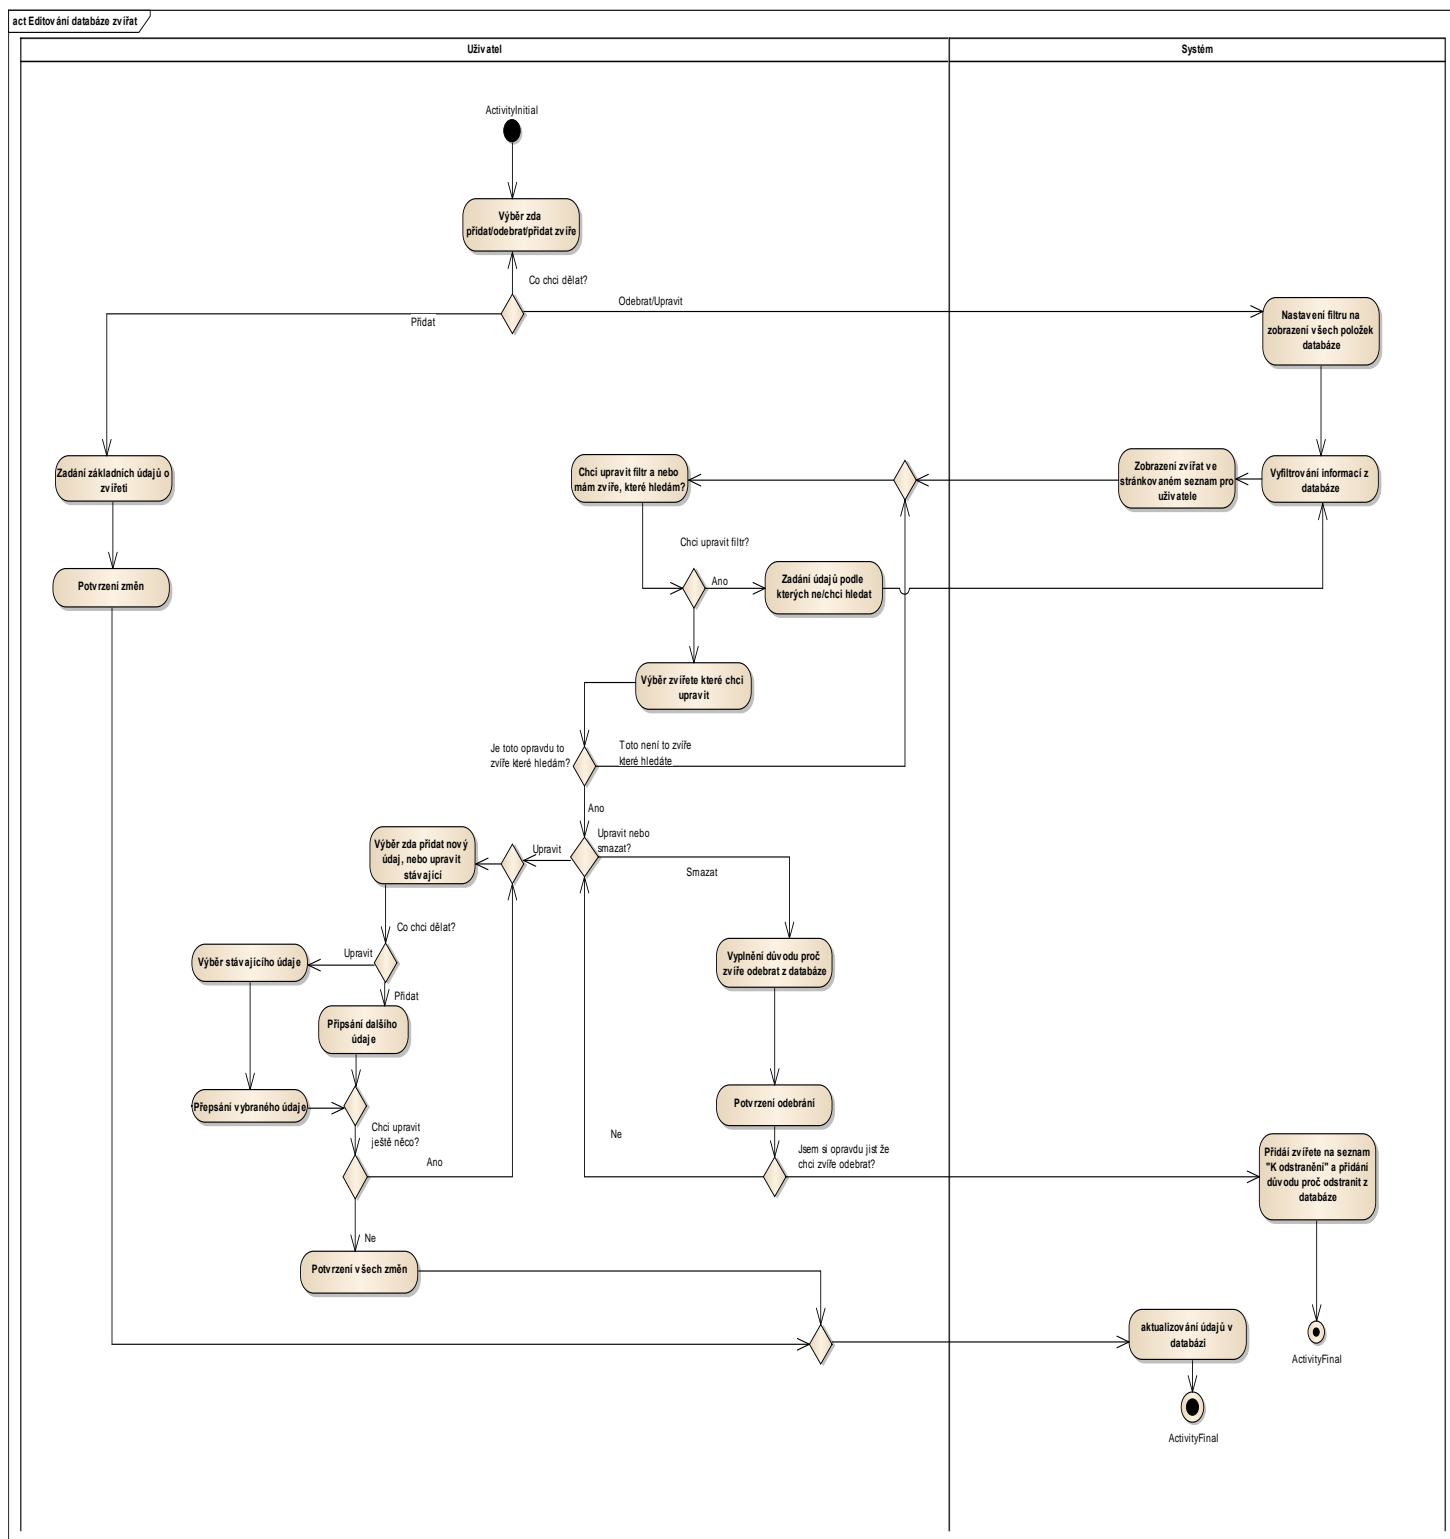 act Editování databáze zvířat
Uživatel
Systém
ActivityInitial
Výběr zda
přidat/odebrat/přidat zvíře
Co chci dělat?
Odebrat/Upravit
Přidat
Nastavení filtru na
zobrazení všech položek
databáze
Zadání základních údajů o
zvířeti
Chci upravit filtr a nebo
mám zvíře, které hledám?
Zobrazení zvířat ve
stránkovaném seznam pro
uživatele
Vyfiltrování informací z
databáze
Chci upravit filtr?
Potvrzení změn
Ano
Zadání údajů podle
kterých ne/chci hledat
Výběr zvířete které chci
upravit
Je toto opravdu to
zvíře které hledám?
Toto není to zvíře
které hledáte
Ano
Výběr zda přidat nový
údaj, nebo upravit
stávající
Upravit
Upravit nebo
smazat?
Smazat
Co chci dělat?
Výběr stávajícího údaje
Upravit
Vyplnění důvodu proč
zvíře odebrat z databáze
Přidat
Připsání dalšího
údaje
Přepsání vybraného údaje
Potvrzení odebrání
Chci upravit
ještě něco?
Ne
Jsem si opravdu jist že
chci zvíře odebrat?
Ano
Přidáí zvířete na seznam
"K odstranění" a přidání
důvodu proč odstranit z
databáze
Ne
Potvrzení všech změn
aktualizování údajů v
databázi
ActivityFinal
ActivityFinal